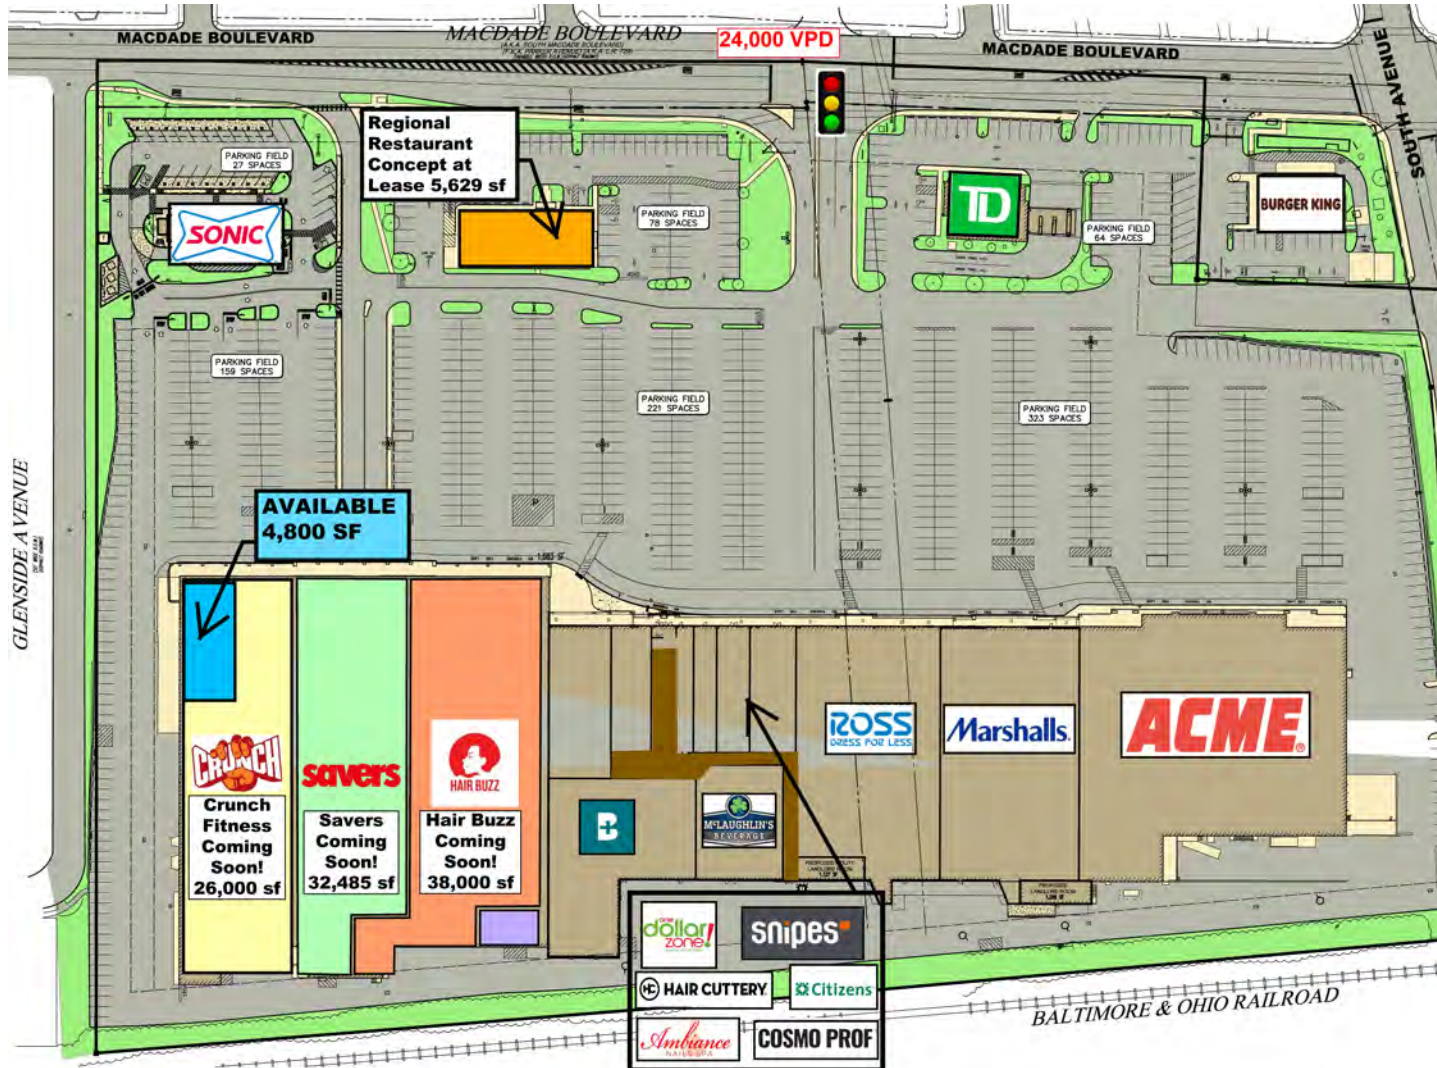 MACDADE BOULEVARD
MACDADE BOULEVARD
24,000 VPD
MACDADE BOULEVARD
SOUTH AVENUE
Regional
Restaurant
Concept at
Lease 5,629 sf
PARKING FIELD
27 SPACES
SONIC
PARKING FIELD
78 SPACES
TD
PARKING FIELD
64 SPACES
BURGER KING
PARKING FIELD
159 SPACES
PARKING FIELD
221 SPACES
PARKING FIELD
323 SPACES
GLENSIDE AVENUE
AVAILABLE
4,800 SF
CRUNCH
Crunch
Fitness
Coming
Soon!
26,000 sf
savers
Savers
Coming
Soon!
32,485 sf
HAIR BUZZ
Hair Buzz
Coming
Soon!
38,000 sf
B
McLAUGHLIN'S
BEVERAGE
ROSS
DRESS FOR LESS
Marshalls.
ACME
dollar
zone!
snipes
HC HAIR CUTTERY
Citizens
Ambiance
NAILS SPA
COSMO PROF
BALTIMORE & OHIO RAILROAD